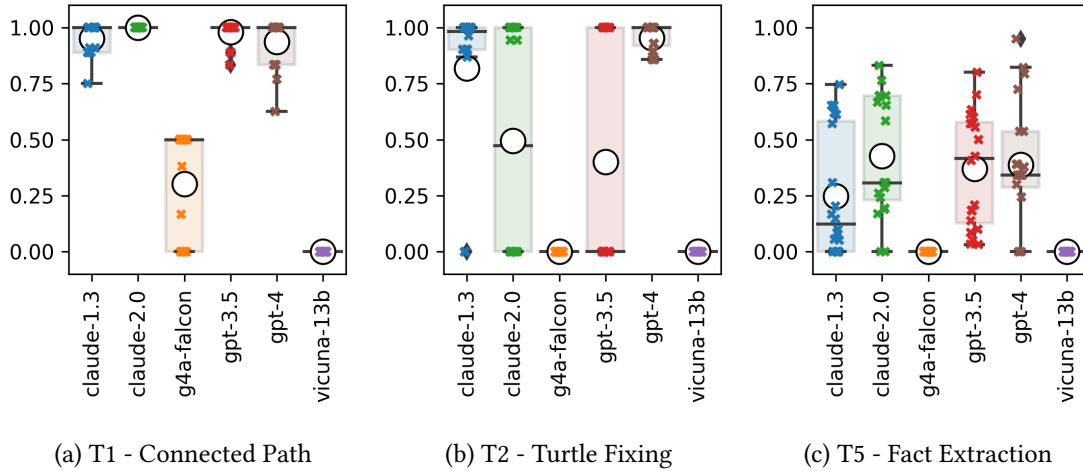 1.00
0.75
0.50
0.25
0.00
claude-1.3
claude-2.0
g4a-falcon
gpt-3.5
gpt-4
vicuna-13b
(a) T1 - Connected Path
1.00
0.75
0.50
0.25
0.00
claude-1.3
claude-2.0
g4a-falcon
gpt-3.5
gpt-4
vicuna-13b
(b) T2 - Turtle Fixing
1.00
0.75
0.50
0.25
0.00
claude-1.3
claude-2.0
g4a-falcon
gpt-3.5
gpt-4
vicuna-13b
(c) T5 - Fact Extraction